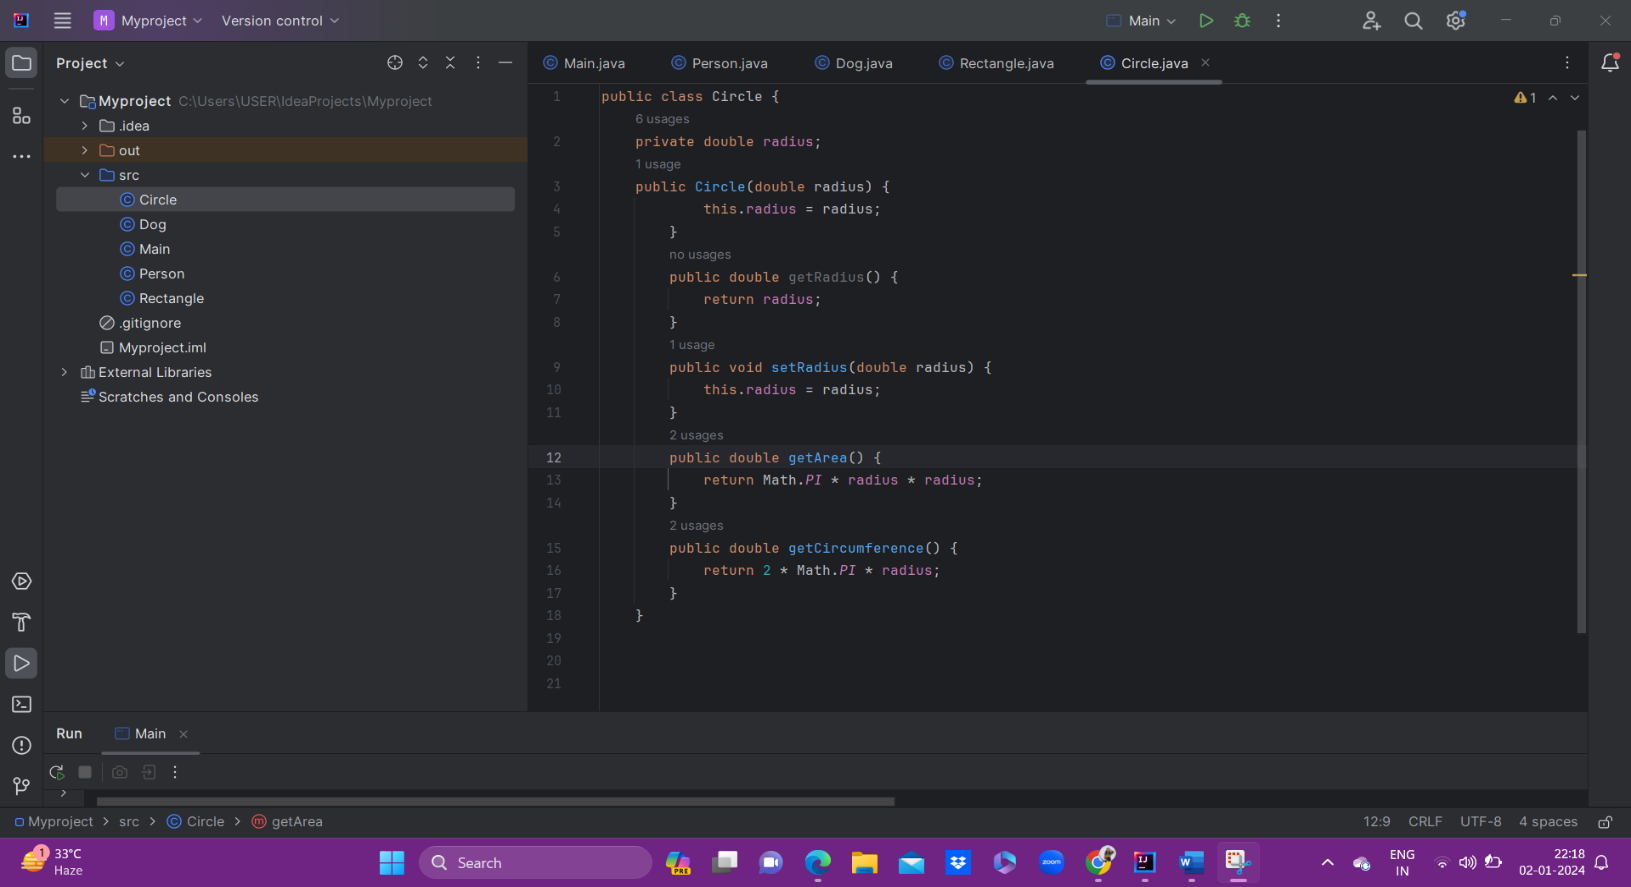 M Myproject Version control Main
Project
Main.java Person.java Dog.java Rectangle.java Circle.java
Myproject C:\Users\USER\IdeaProjects\Myproject
.idea
out
src
Circle
Dog
Main
Person
Rectangle
.gitignore
Myproject.iml
External Libraries
Scratches and Consoles
1 public class Circle {
6 usages
2 private double radius;
1 usage
3 public Circle(double radius) {
4 this.radius = radius;
5 }
no usages
6 public double getRadius() {
7 return radius;
8 }
1 usage
9 public void setRadius(double radius) {
10 this.radius = radius;
11 }
2 usages
12 public double getArea() {
13 return Math.PI * radius * radius;
14 }
2 usages
15 public double getCircumference() {
16 return 2 * Math.PI * radius;
17 }
18 }
19
20
21
1
Run Main
Myproject > src > Circle > getArea
12:9 CRLF UTF-8 4 spaces
1 33°C
Haze
Search
PRE
zoom
IJ
W
ENG
IN
22:18
02-01-2024